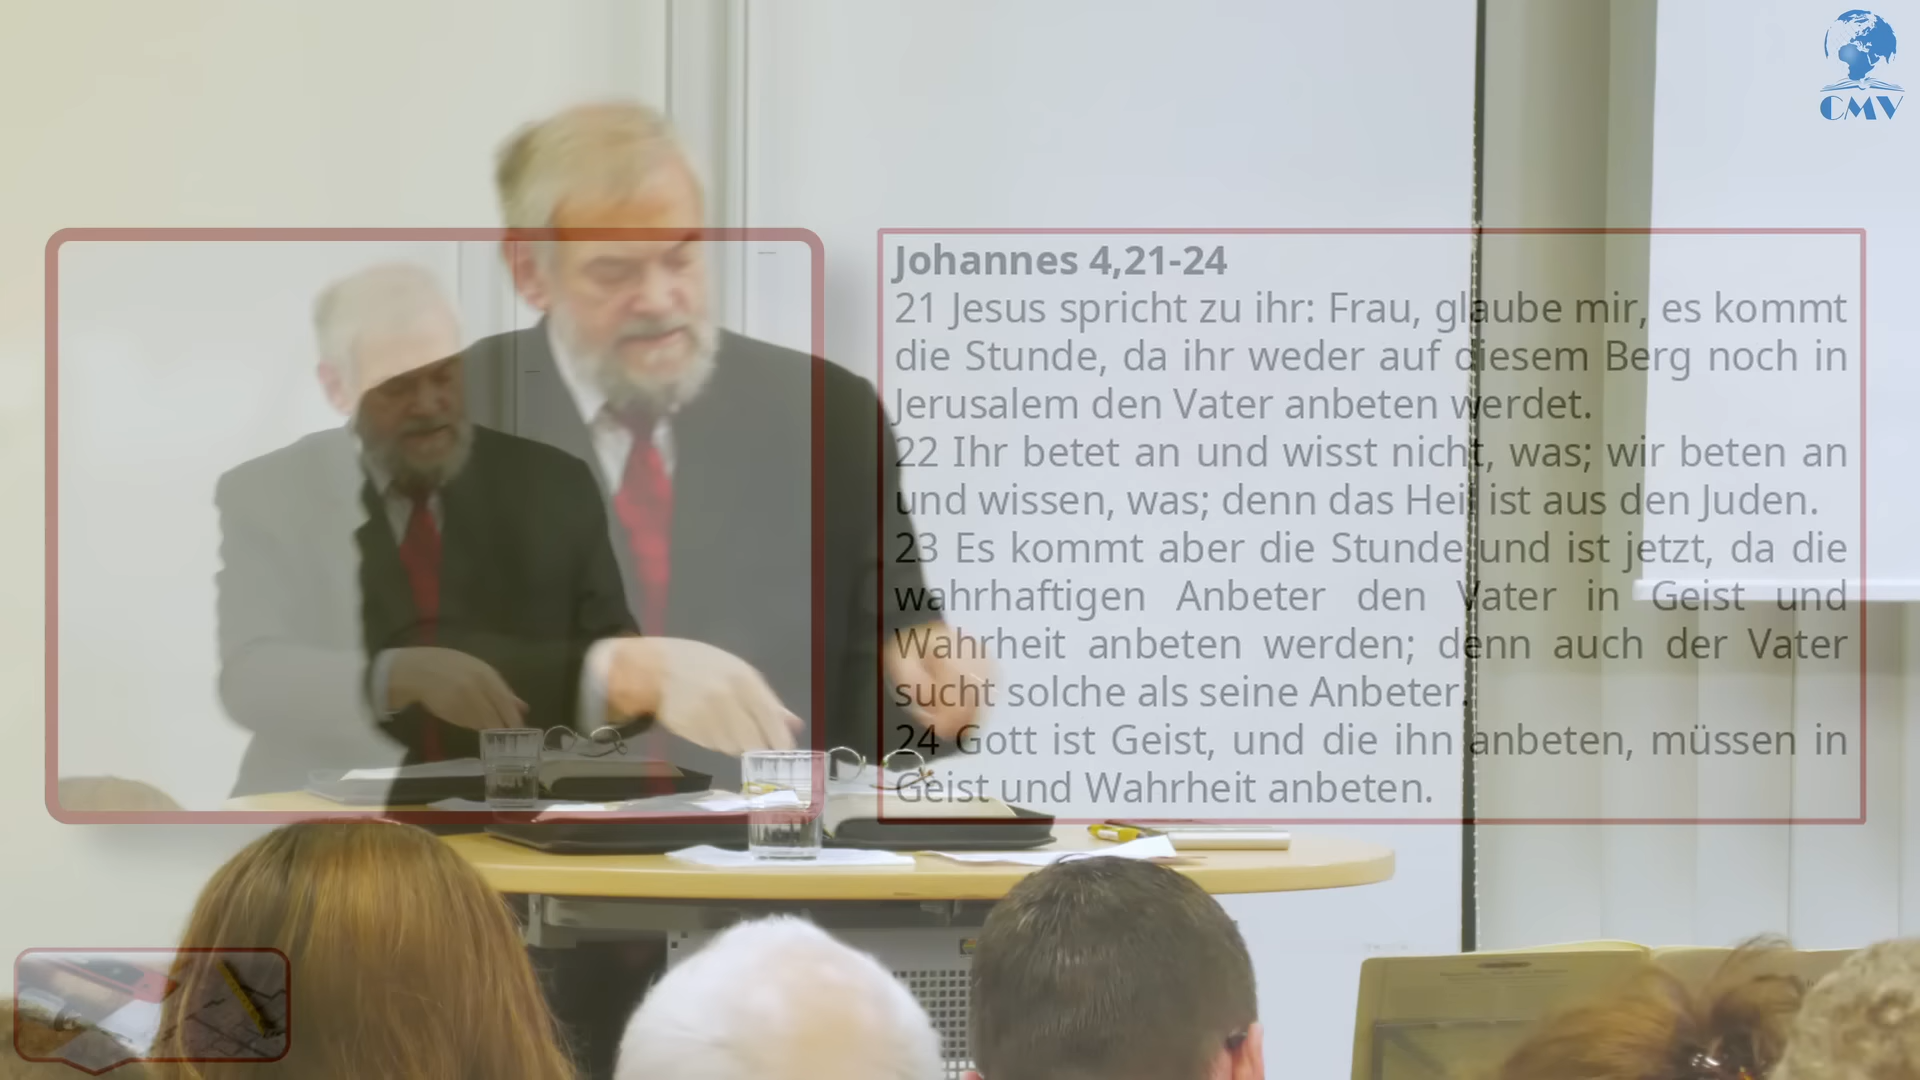 CMV
Johannes 4,21-24
21 Jesus spricht zu ihr: Frau, glaube mir, es kommt
die Stunde, da ihr weder auf diesem Berg noch in
Jerusalem den Vater anbeten werdet.
22 Ihr betet an und wisst nicht, was; wir beten an
und wissen, was; denn das Heil ist aus den Juden.
23 Es kommt aber die Stunde und ist jetzt, da die
wahrhaftigen Anbeter den Vater in Geist und
Wahrheit anbeten werden; denn auch der Vater
sucht solche als seine Anbeter.
24 Gott ist Geist, und die ihn anbeten, müssen in
Geist und Wahrheit anbeten.